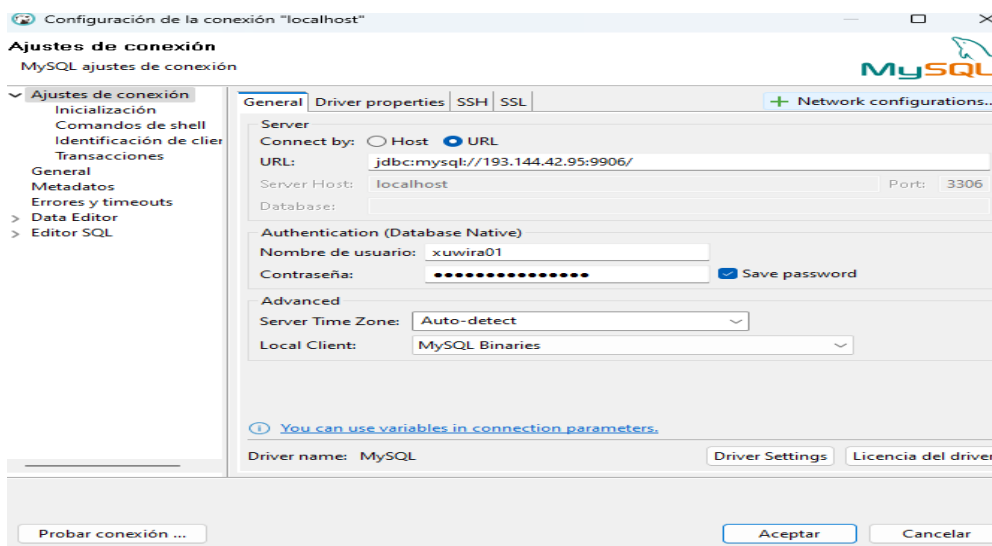 Configuración de la conexión "localhost"
Ajustes de conexión
MySQL ajustes de conexión
MySQL
Ajustes de conexión
Inicialización
Comandos de shell
Identificación de clier
Transacciones
General
Metadatos
Errores y timeouts
Data Editor
Editor SQL
General Driver properties SSH SSL
Network configurations..
Server
Connect by: Host URL
URL: jdbc:mysql://193.144.42.95:9906/
Server Host: localhost Port: 3306
Database:
Authentication (Database Native)
Nombre de usuario: xuwira01
Contraseña: ••••••••••••••• Save password
Advanced
Server Time Zone: Auto-detect
Local Client: MySQL Binaries
You can use variables in connection parameters.
Driver name: MySQL Driver Settings Licencia del driver
Probar conexión ... Aceptar Cancelar